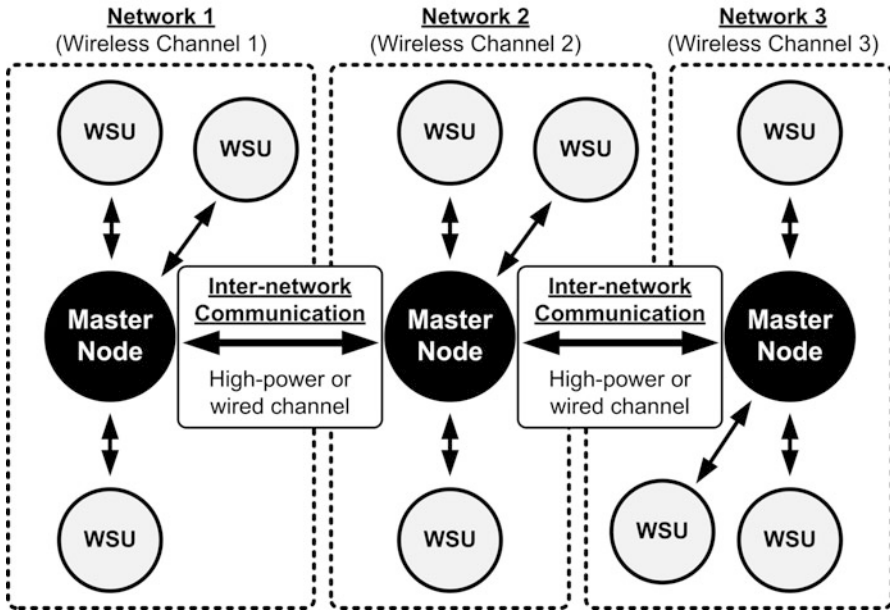 Network 1
(Wireless Channel 1)
Network 2
(Wireless Channel 2)
Network 3
(Wireless Channel 3)
WSU
WSU
WSU
WSU
WSU
Master
Node
Inter-network
Communication
High-power or
wired channel
Master
Node
Inter-network
Communication
High-power or
wired channel
Master
Node
WSU
WSU
WSU
WSU